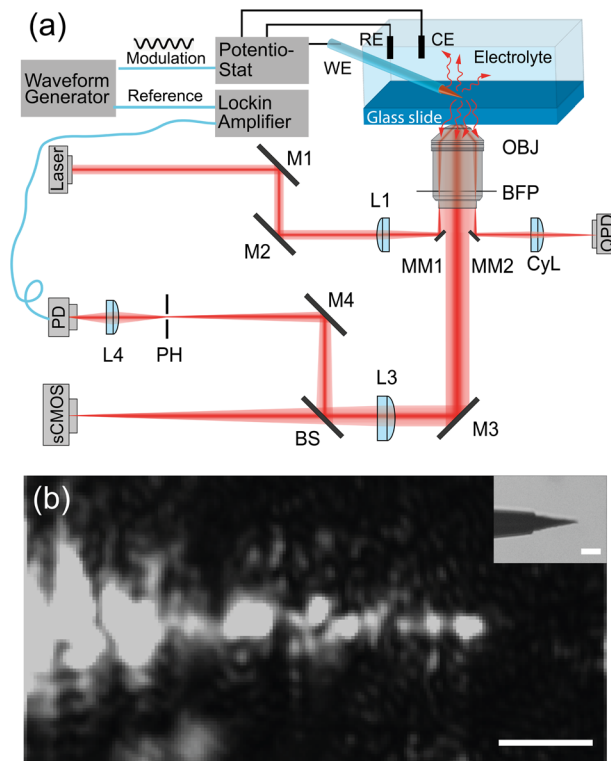 (a)
Modulation
Waveform
Generator
Reference
Potentio-
Stat
Lockin
Amplifier
RE
CE
WE
Electrolyte
Glass slide
OBJ
BFP
Laser
M1
M2
L1
MM1
MM2
CyL
QPD
PD
L4
PH
M4
L3
M3
BS
sCMOS
(b)